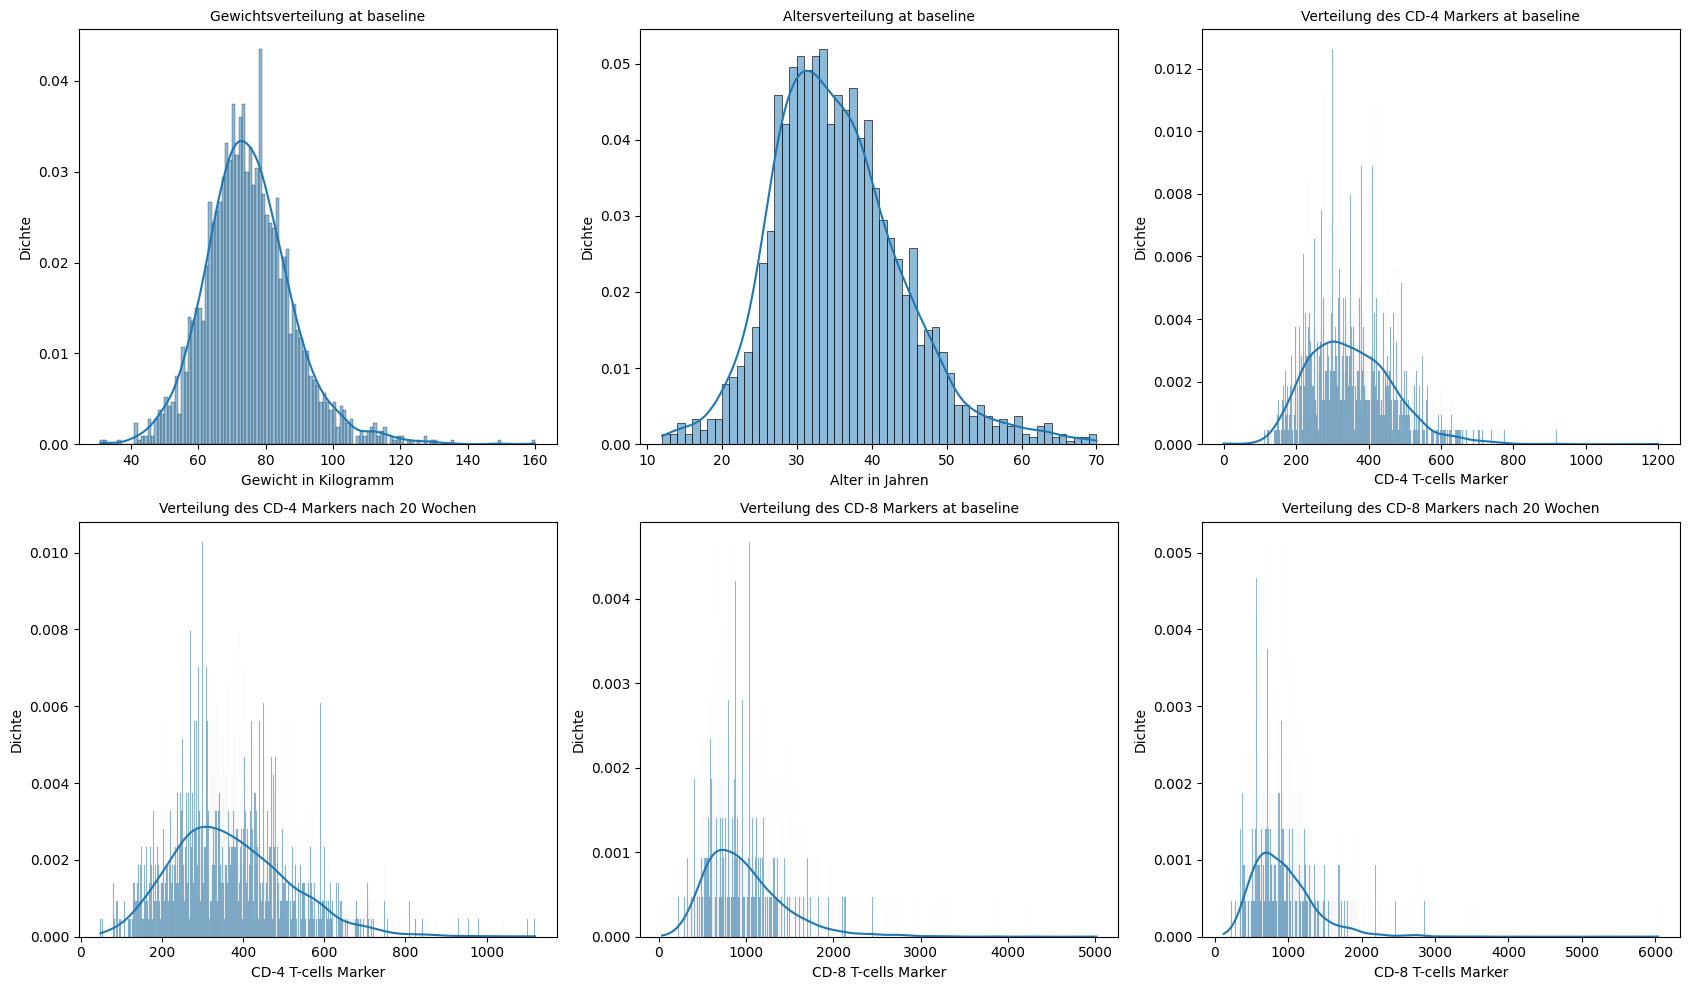 Gewichtsverteilung at baseline
Dichte
0.04
0.03
0.02
0.01
0.00
40 60 80 100 120 140 160
Gewicht in Kilogramm
Altersverteilung at baseline
Dichte
0.05
0.04
0.03
0.02
0.01
0.00
10 20 30 40 50 60 70
Alter in Jahren
Verteilung des CD-4 Markers at baseline
Dichte
0.012
0.010
0.008
0.006
0.004
0.002
0.000
0 200 400 600 800 1000 1200
CD-4 T-cells Marker
Verteilung des CD-4 Markers nach 20 Wochen
Dichte
0.010
0.008
0.006
0.004
0.002
0.000
0 200 400 600 800 1000
CD-4 T-cells Marker
Verteilung des CD-8 Markers at baseline
Dichte
0.004
0.003
0.002
0.001
0.000
0 1000 2000 3000 4000 5000
CD-8 T-cells Marker
Verteilung des CD-8 Markers nach 20 Wochen
Dichte
0.005
0.004
0.003
0.002
0.001
0.000
0 1000 2000 3000 4000 5000 6000
CD-8 T-cells Marker